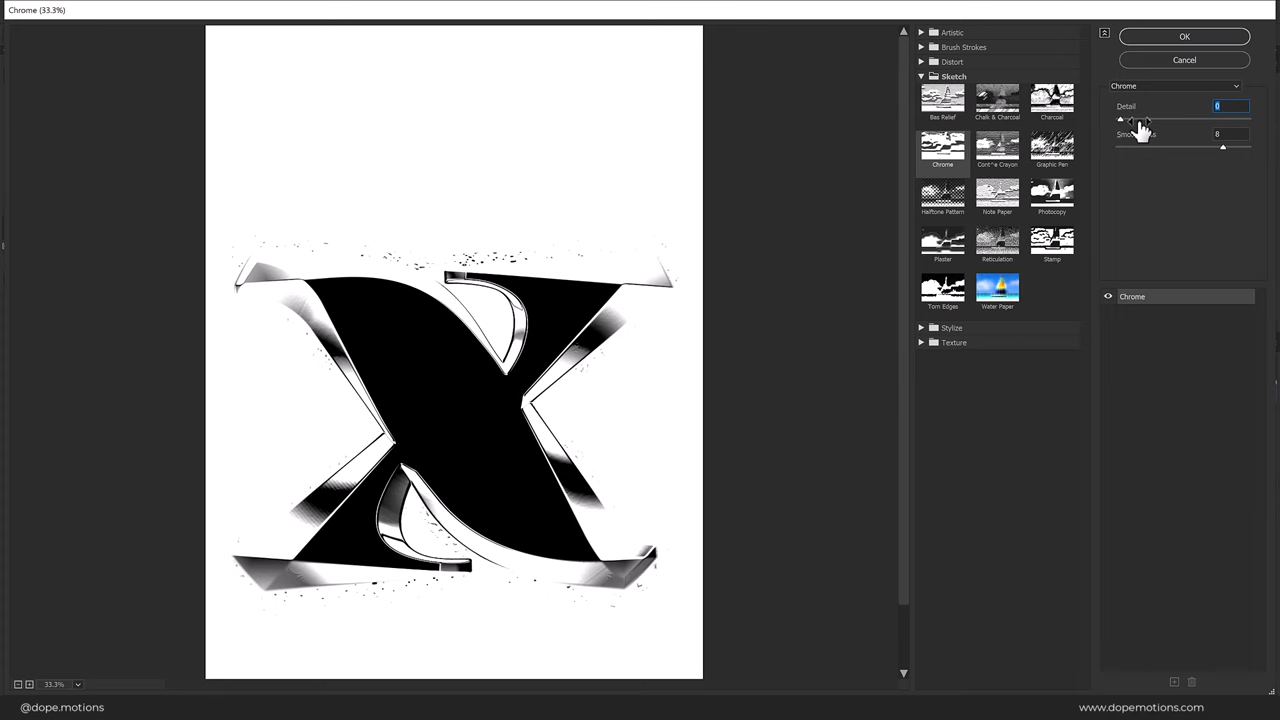 Chrome (33.3%)
Artistic
Brush Strokes
Distort
Sketch
Bas Relief
Chalk & Charcoal
Charcoal
Chrome
Cont^e Crayon
Graphic Pen
Halftone Pattern
Note Paper
Photocopy
Plaster
Reticulation
Stamp
Torn Edges
Water Paper
Stylize
Texture
OK
Cancel
Chrome
Detail
0
8
Chrome
X
33.3%
@dope.motions
www.dopemotions.com